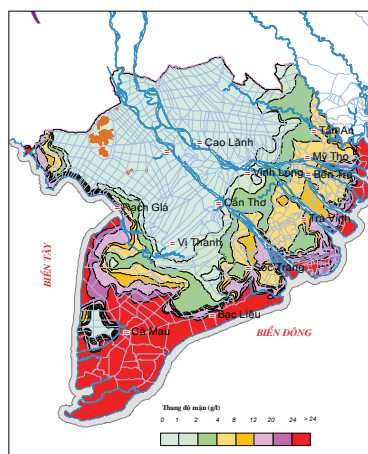 Tân An
Cao Lãnh
Mỹ Tho
Vĩnh Long
Bến Tre
Rạch Giá
Cần Thơ
Trà Vinh
Vị Thanh
Sóc Trăng
BIỂN TÂY
Bạc Liêu
Cà Mau
BIỂN ĐÔNG
Thang độ mặn (g/l)
0 1 2 4 8 12 20 24 > 24